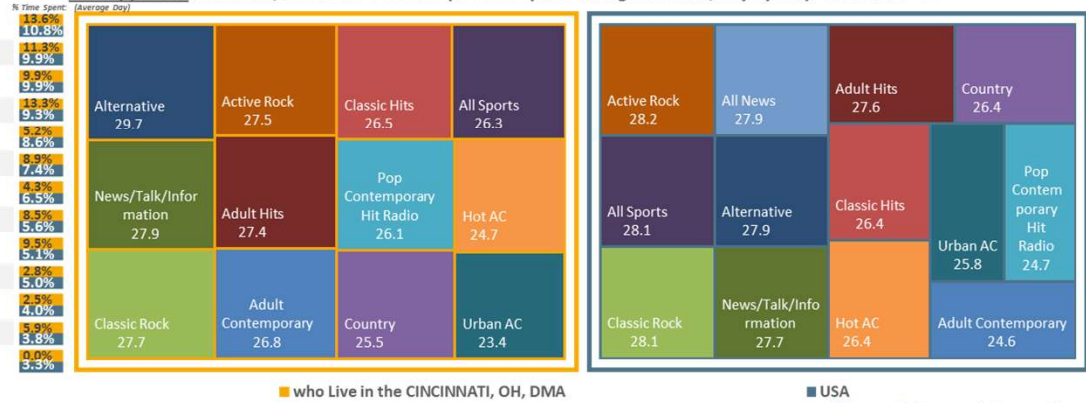 % Time Spent: (Average Day)
13.6%
10.8%
11.3%
9.9%
9.9%
9.9%
13.3%
9.3%
5.2%
8.6%
8.9%
7.4%
4.3%
6.5%
8.5%
5.6%
9.5%
5.1%
2.8%
5.0%
2.5%
4.0%
5.9%
3.8%
0.0%
3.3%
Alternative
29.7
Active Rock
27.5
Classic Hits
26.5
All Sports
26.3
News/Talk/Infor
mation
27.9
Adult Hits
27.4
Pop
Contemporary
Hit Radio
26.1
Hot AC
24.7
Classic Rock
27.7
Adult
Contemporary
26.8
Country
25.5
Urban AC
23.4
Active Rock
28.2
All News
27.9
Adult Hits
27.6
Country
26.4
All Sports
28.1
Alternative
27.9
Classic Hits
26.4
Urban AC
25.8
Pop
Contem
porary
Hit
Radio
24.7
Classic Rock
28.1
News/Talk/Info
rmation
27.7
Hot AC
26.4
Adult Contemporary
24.6
who Live in the CINCINNATI, OH, DMA
USA